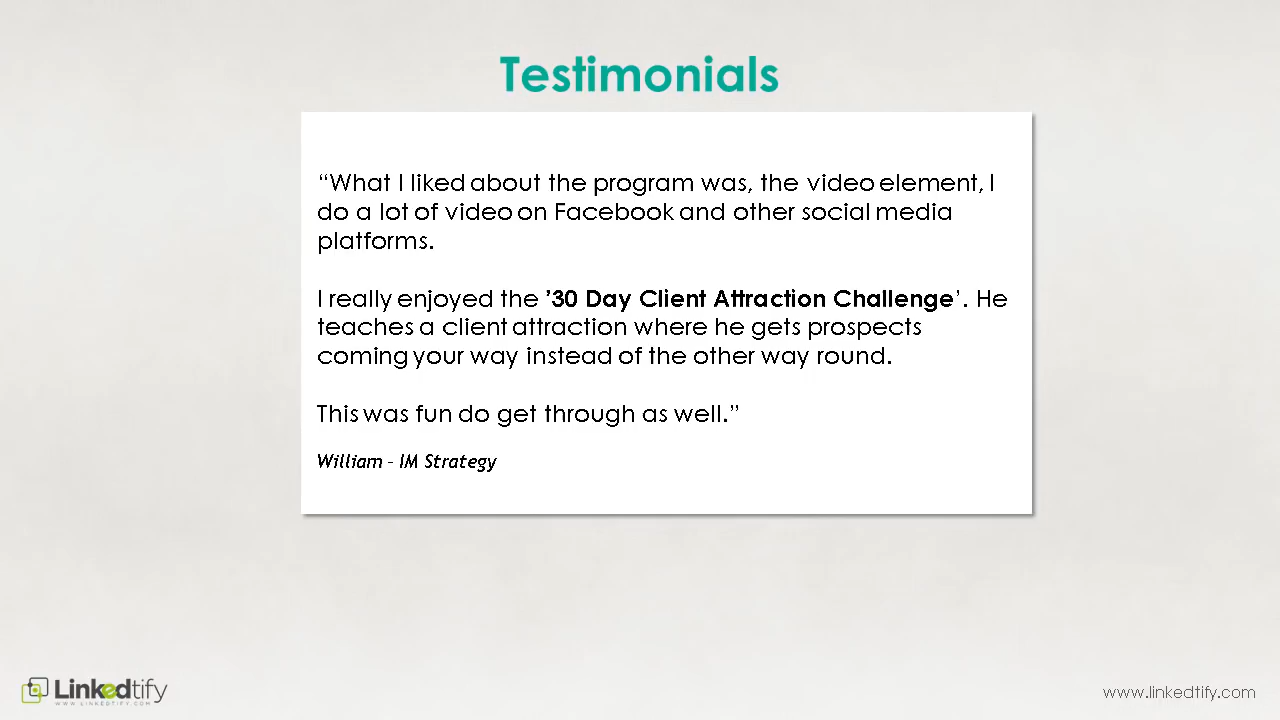 Testimonials
“What I liked about the program was, the video element, I
do a lot of video on Facebook and other social media
platforms.
I really enjoyed the ’30 Day Client Attraction Challenge’. He
teaches a client attraction where he gets prospects
coming your way instead of the other way round.
This was fun do get through as well.”
William – IM Strategy
Linkedtify
WWW.LINKEDTIFY.COM
www.linkedtify.com